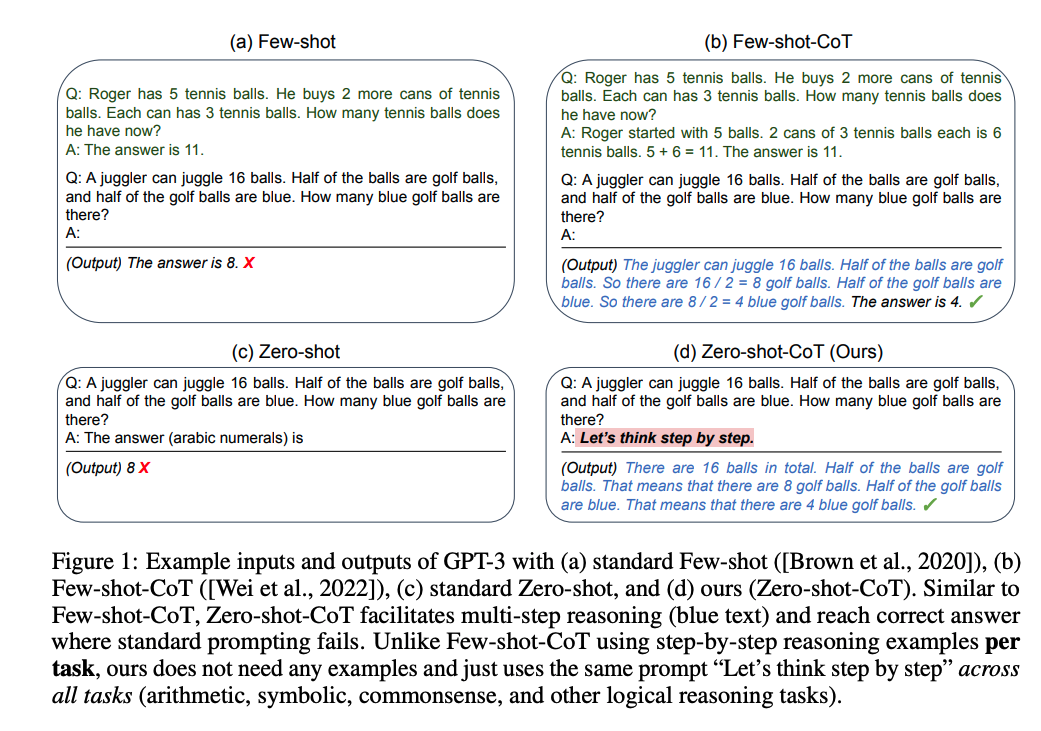 (a) Few-shot
Q: Roger has 5 tennis balls. He buys 2 more cans of tennis
balls. Each can has 3 tennis balls. How many tennis balls does
he have now?
A: The answer is 11.
Q: A juggler can juggle 16 balls. Half of the balls are golf balls,
and half of the golf balls are blue. How many blue golf balls are
there?
A:
(Output) The answer is 8. X
(b) Few-shot-CoT
Q: Roger has 5 tennis balls. He buys 2 more cans of tennis
balls. Each can has 3 tennis balls. How many tennis balls does
he have now?
A: Roger started with 5 balls. 2 cans of 3 tennis balls each is 6
tennis balls. 5 + 6 = 11. The answer is 11.
Q: A juggler can juggle 16 balls. Half of the balls are golf balls,
and half of the golf balls are blue. How many blue golf balls are
there?
A:
(Output) The juggler can juggle 16 balls. Half of the balls are golf
balls. So there are 16 / 2 = 8 golf balls. Half of the golf balls are
blue. So there are 8 / 2 = 4 blue golf balls. The answer is 4. ✓
(c) Zero-shot
Q: A juggler can juggle 16 balls. Half of the balls are golf balls,
and half of the golf balls are blue. How many blue golf balls are
there?
A: The answer (arabic numerals) is
(Output) 8 X
(d) Zero-shot-CoT (Ours)
Q: A juggler can juggle 16 balls. Half of the balls are golf balls,
and half of the golf balls are blue. How many blue golf balls are
there?
A: Let's think step by step.
(Output) There are 16 balls in total. Half of the balls are golf
balls. That means that there are 8 golf balls. Half of the golf balls
are blue. That means that there are 4 blue golf balls. ✓
Figure 1: Example inputs and outputs of GPT-3 with (a) standard Few-shot ([Brown et al., 2020]), (b)
Few-shot-CoT ([Wei et al., 2022]), (c) standard Zero-shot, and (d) ours (Zero-shot-CoT). Similar to
Few-shot-CoT, Zero-shot-CoT facilitates multi-step reasoning (blue text) and reach correct answer
where standard prompting fails. Unlike Few-shot-CoT using step-by-step reasoning examples per
task, ours does not need any examples and just uses the same prompt “Let's think step by step” across
all tasks (arithmetic, symbolic, commonsense, and other logical reasoning tasks).